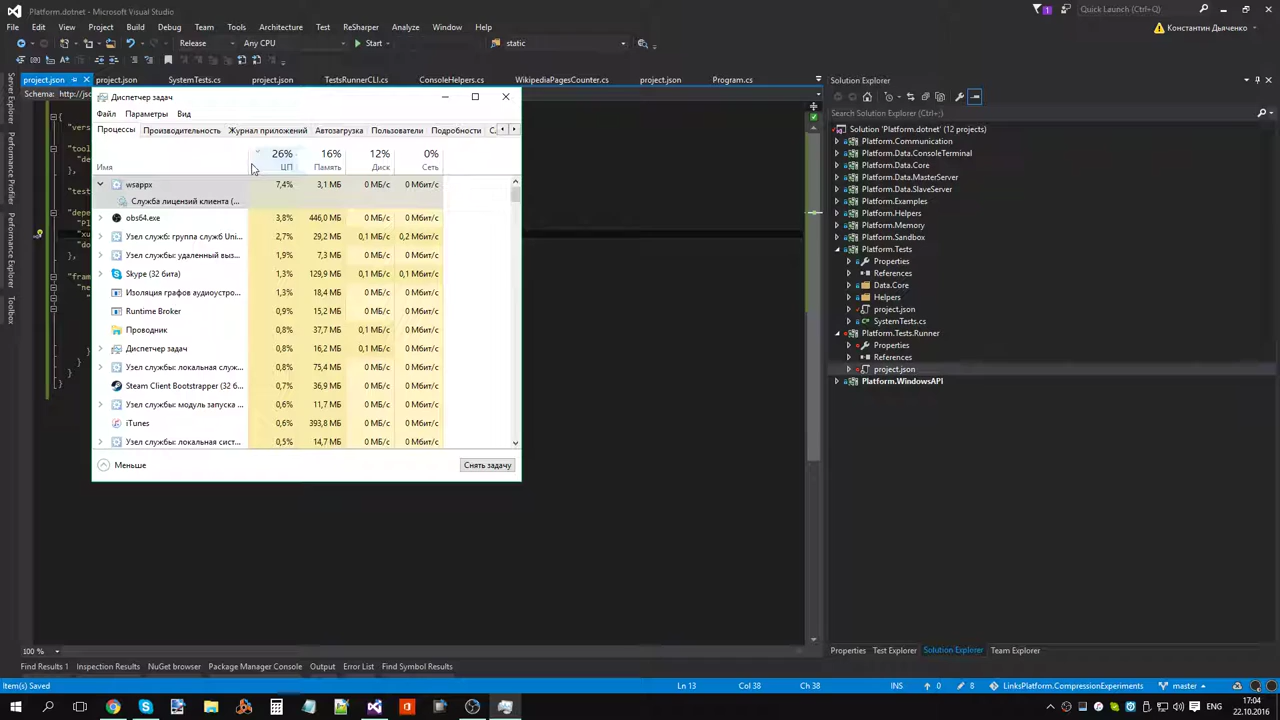 Platform.dotnet - Microsoft Visual Studio
Quick Launch (Ctrl+Q)
File Edit View Project Build Debug Team Tools Architecture Test ReSharper Analyze Window Help
Константин Дьяченко
Release Any CPU Start static
project.json project.json SystemTests.cs project.json TestsRunnerCLI.cs ConsoleHelpers.cs WikipediaPagesCounter.cs project.json Program.cs
Schema: http://js
Server Explorer
Performance Profiler
Performance Explorer
Toolbox
Диспетчер задач
Файл Параметры Вид
Процессы Производительность Журнал приложений Автозагрузка Пользователи Подробности С
26% 16% 12% 0%
Имя ЦП Память Диск Сеть
wsappx 7,4% 3,1 МБ 0 МБ/с 0 Мбит/с
Служба лицензий клиента (...
obs64.exe 3,8% 446,0 МБ 0 МБ/с 0 Мбит/с
Узел служб: группа служб Uni... 2,7% 29,2 МБ 0,1 МБ/с 0,2 Мбит/с
Узел службы: удаленный выз... 1,9% 7,3 МБ 0 МБ/с 0 Мбит/с
Skype (32 бита) 1,3% 129,9 МБ 0,1 МБ/с 0,1 Мбит/с
Изоляция графов аудиоустро... 1,3% 18,4 МБ 0 МБ/с 0 Мбит/с
Runtime Broker 0,9% 15,2 МБ 0 МБ/с 0 Мбит/с
Проводник 0,8% 37,7 МБ 0,1 МБ/с 0 Мбит/с
Диспетчер задач 0,8% 16,2 МБ 0,1 МБ/с 0 Мбит/с
Узел службы: локальная служ... 0,8% 75,4 МБ 0 МБ/с 0 Мбит/с
Steam Client Bootstrapper (32 б... 0,7% 36,9 МБ 0 МБ/с 0 Мбит/с
Узел службы: модуль запуска ... 0,6% 11,7 МБ 0 МБ/с 0 Мбит/с
iTunes 0,6% 393,8 МБ 0 МБ/с 0 Мбит/с
Узел службы: локальная сист... 0,5% 14,7 МБ 0 МБ/с 0 Мбит/с
Меньше Снять задачу
Solution Explorer
Search Solution Explorer (Ctrl+;)
Solution 'Platform.dotnet' (12 projects)
Platform.Communication
Platform.Data.ConsoleTerminal
Platform.Data.Core
Platform.Data.MasterServer
Platform.Data.SlaveServer
Platform.Examples
Platform.Helpers
Platform.Memory
Platform.Sandbox
Platform.Tests
Properties
References
Data.Core
Helpers
project.json
SystemTests.cs
Platform.Tests.Runner
Properties
References
project.json
Platform.WindowsAPI
100 %
Properties Test Explorer Solution Explorer Team Explorer
Find Results 1 Inspection Results NuGet browser Package Manager Console Output Error List Find Symbol Results
Item(s) Saved Ln 13 Col 38 Ch 38 INS 0 8 LinksPlatform.CompressionExperiments master
17:04
22.10.2016